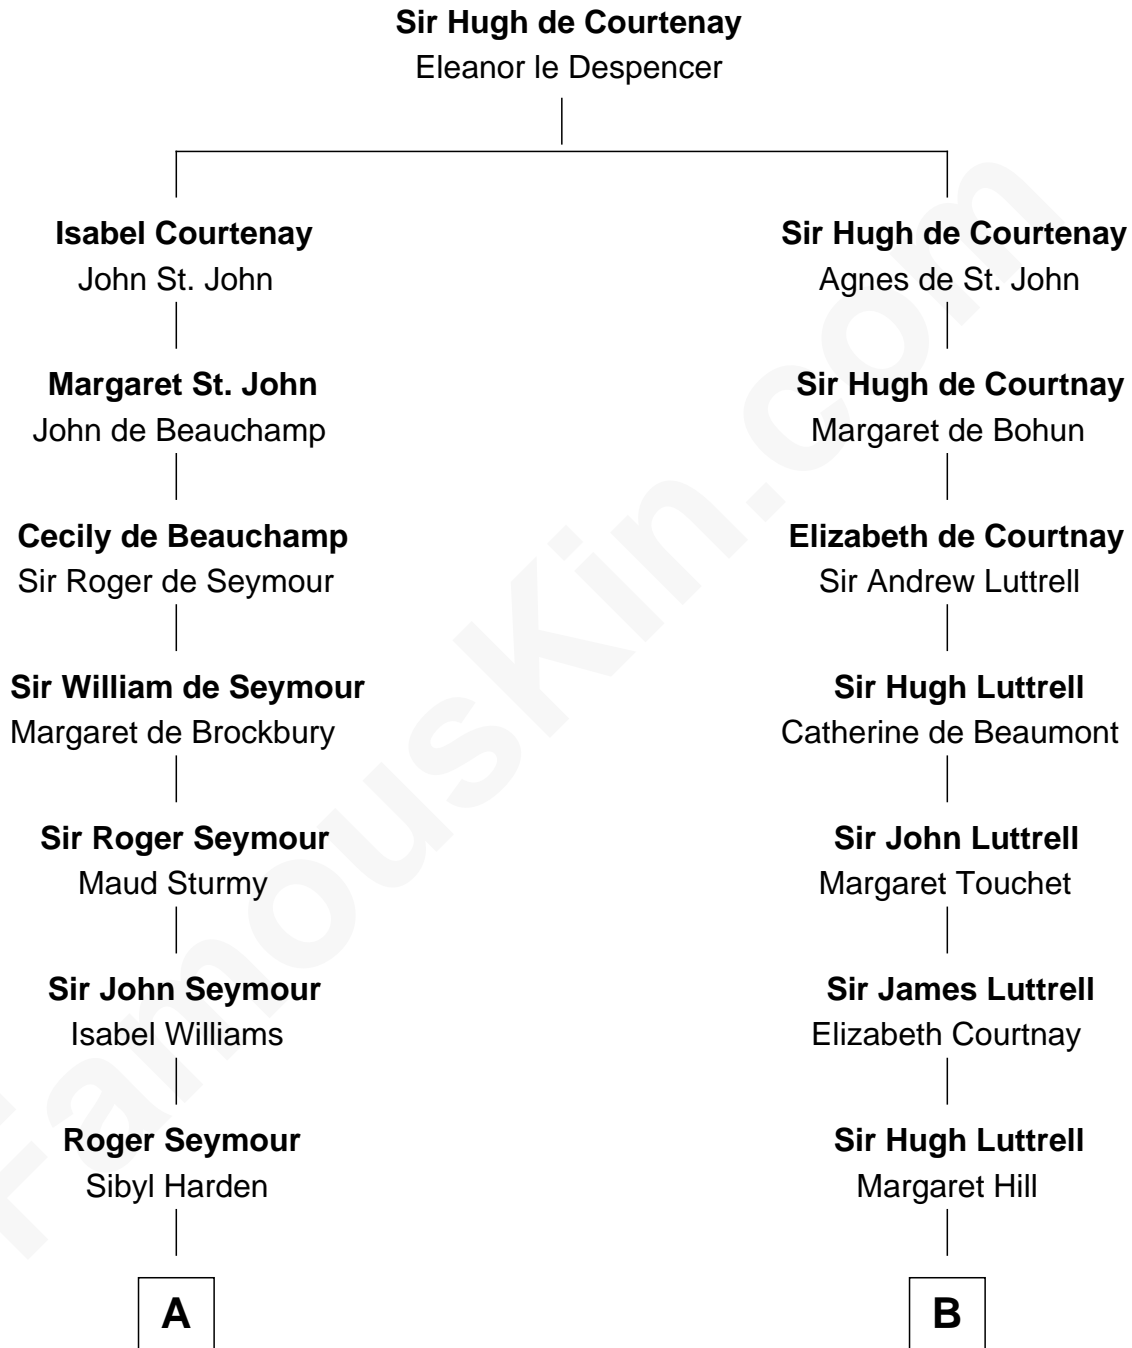 Sir Hugh de Courtenay
Eleanor le Despencer
Isabel Courtenay
John St. John
Margaret St. John
John de Beauchamp
Cecily de Beauchamp
Sir Roger de Seymour
Sir William de Seymour
Margaret de Brockbury
Sir Roger Seymour
Maud Sturmy
Sir John Seymour
Isabel Williams
Roger Seymour
Sibyl Harden
A
Sir Hugh de Courtenay
Agnes de St. John
Sir Hugh de Courtnay
Margaret de Bohun
Elizabeth de Courtnay
Sir Andrew Luttrell
Sir Hugh Luttrell
Catherine de Beaumont
Sir John Luttrell
Margaret Touchet
Sir James Luttrell
Elizabeth Courtnay
Sir Hugh Luttrell
Margaret Hill
B
FamousKin.com